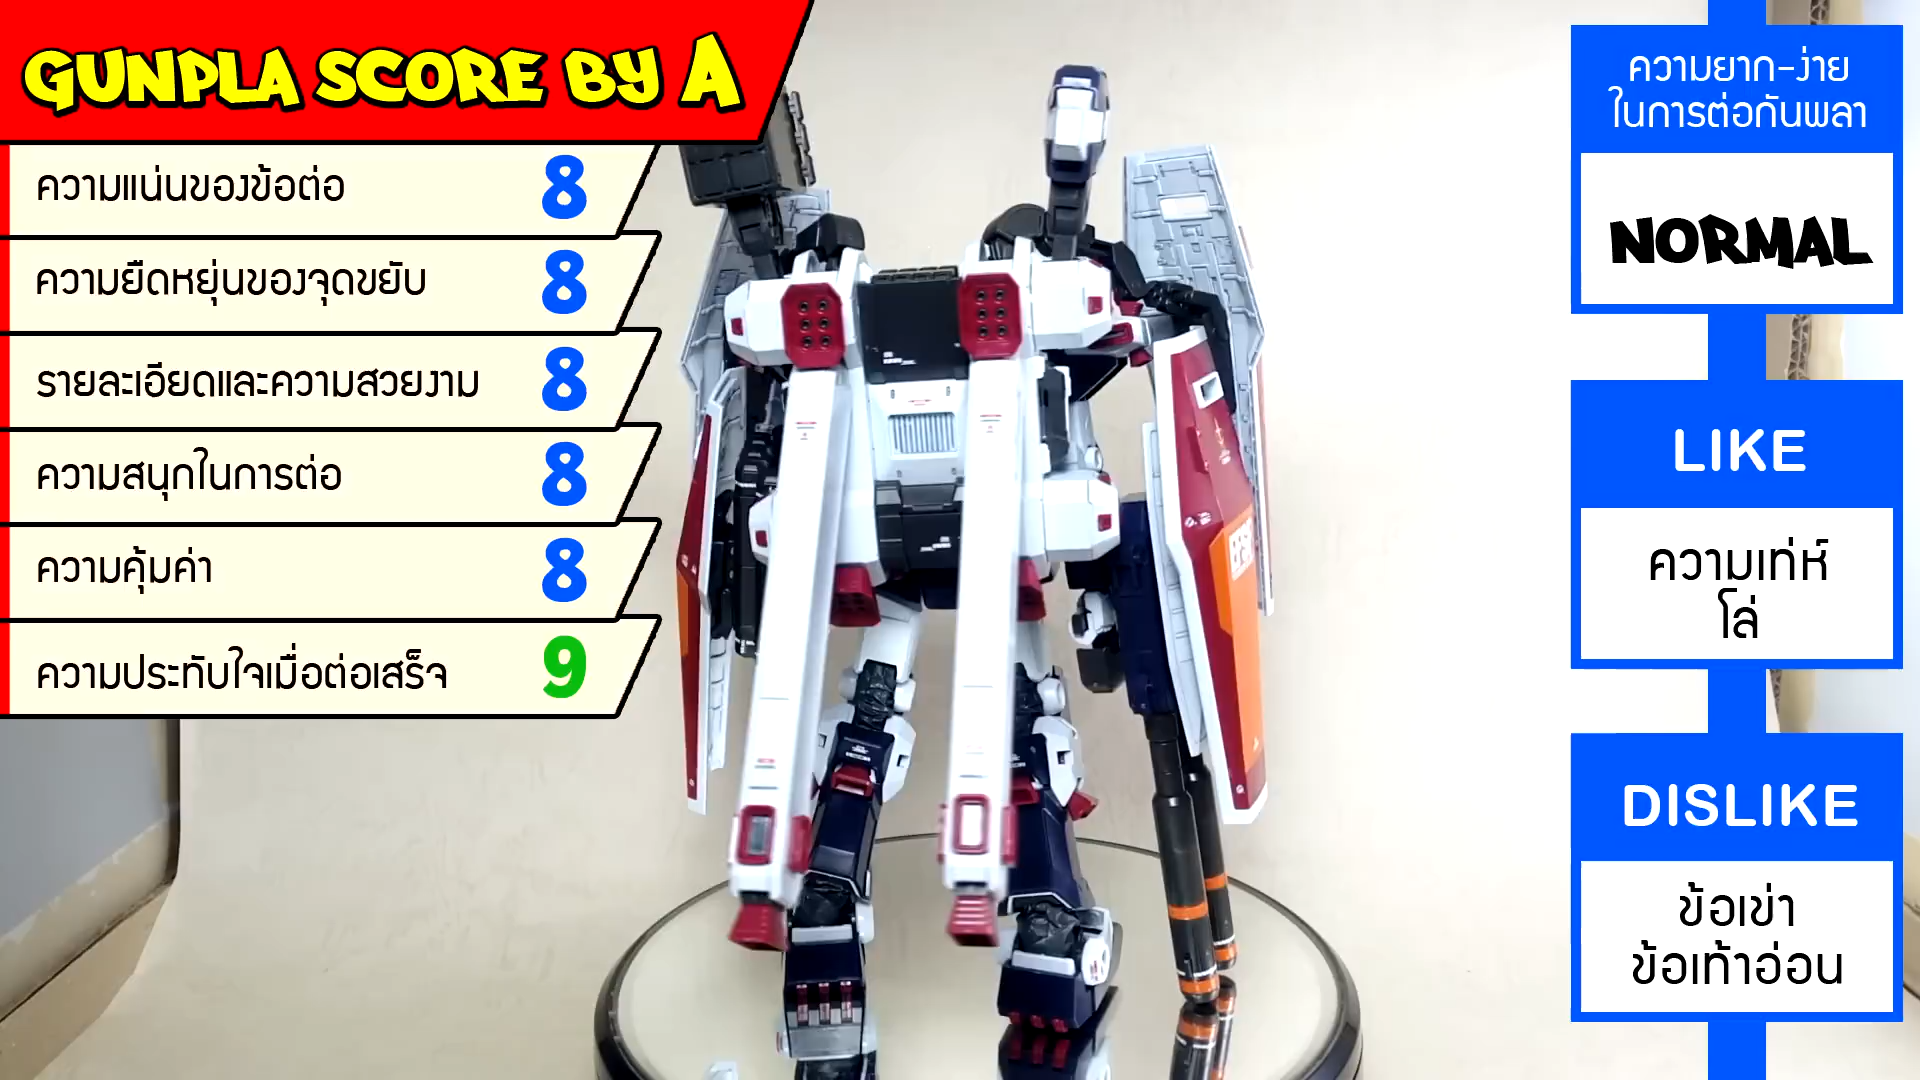 GUNPLA SCORE BY A
ความแน่นของข้อต่อ 8
ความยืดหยุ่นของจุดขยับ 8
รายละเอียดและความสวยงาม 8
ความสนุกในการต่อ 8
ความคุ้มค่า 8
ความประทับใจเมื่อต่อเสร็จ 9
ความยาก-ง่าย
ในการต่อกันพลา
NORMAL
LIKE
ความเท่ห์
โล่
DISLIKE
ข้อเข่า
ข้อเท้าอ่อน